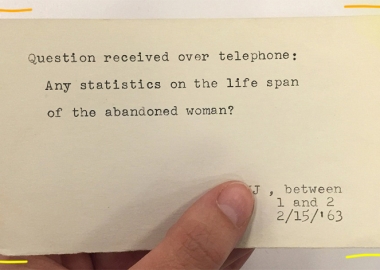 Question received over telephone:
Any statistics on the life span
of the abandoned woman?
J , between
1 and 2
2/15/'63